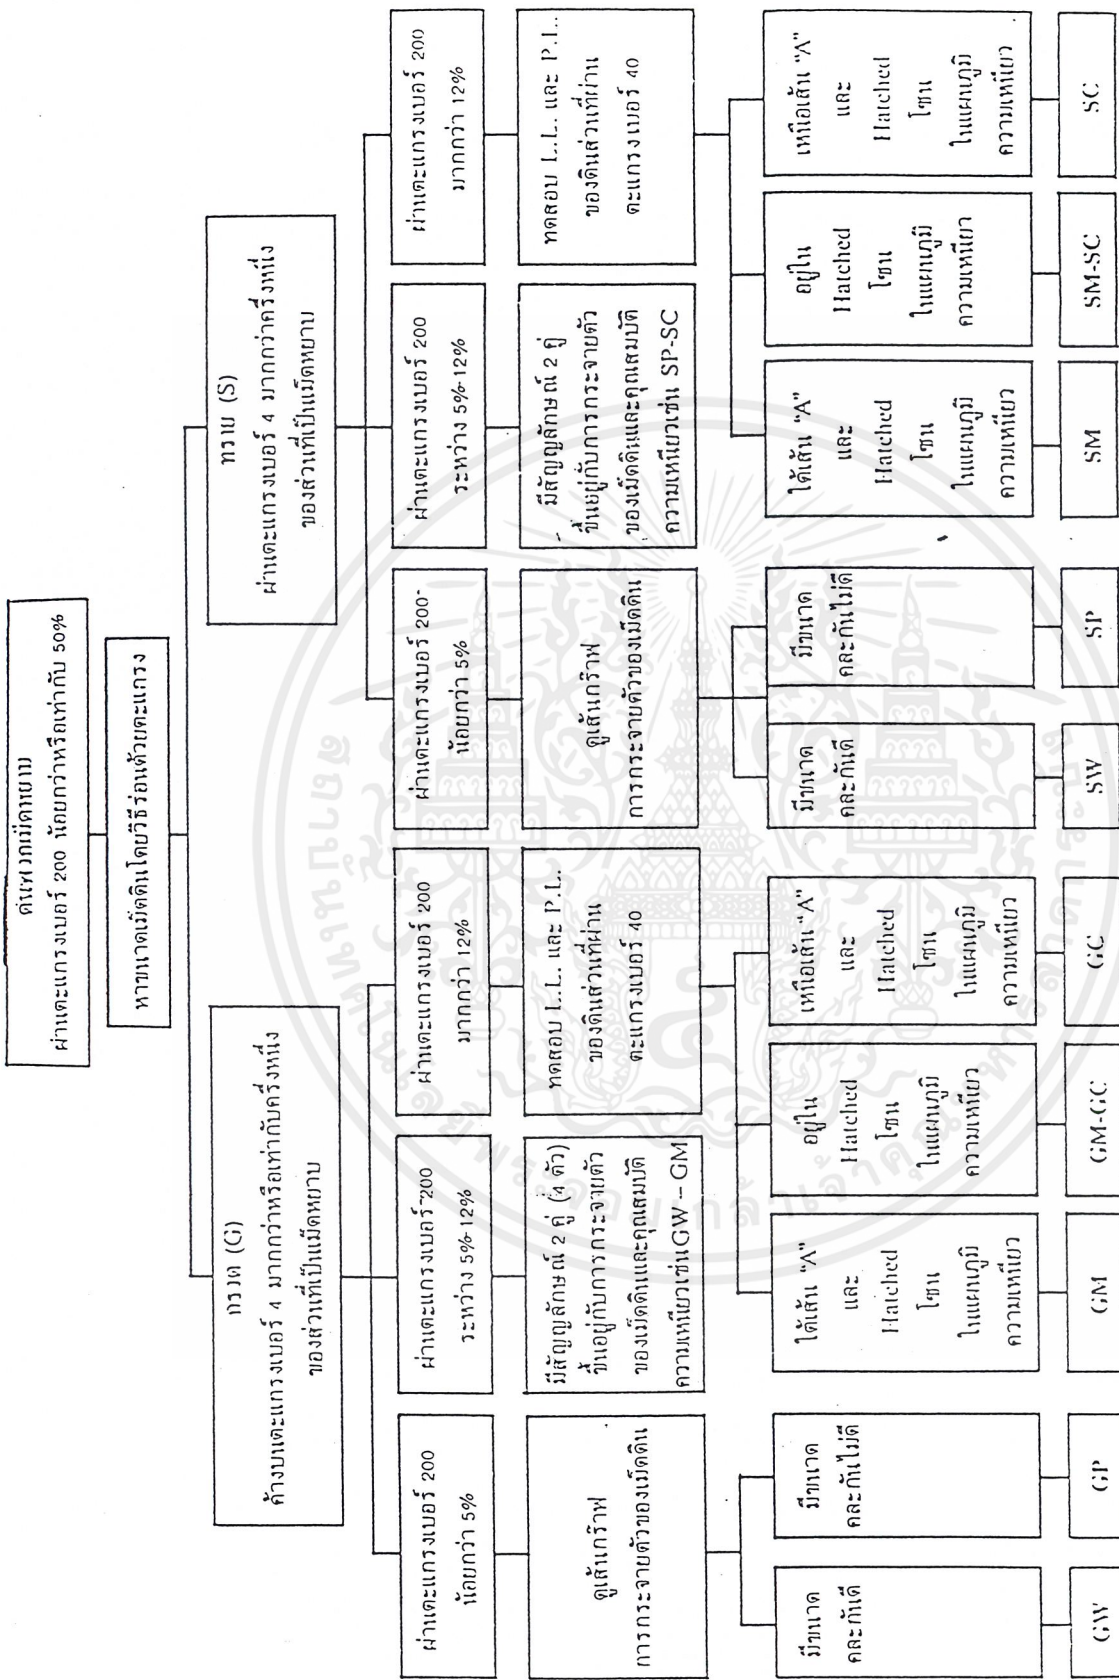 ดินพวกเม็ดหยาบ
ผ่านตะแกรงเบอร์ 200 น้อยกว่าหรือเท่ากับ 50%
หาขนาดเม็ดดินโดยวิธีร่อนด้วยตะแกรง
กรวด (G)
ค้างบนตะแกรงเบอร์ 4 มากกว่าหรือเท่ากับครึ่งหนึ่ง
ของส่วนที่เป็นเม็ดหยาบ
ทราย (S)
ผ่านตะแกรงเบอร์ 4 มากกว่าครึ่งหนึ่ง
ของส่วนที่เป็นเม็ดหยาบ
ผ่านตะแกรงเบอร์ 200
น้อยกว่า 5%
ผ่านตะแกรงเบอร์ 200
ระหว่าง 5%-12%
ผ่านตะแกรงเบอร์ 200
มากกว่า 12%
ผ่านตะแกรงเบอร์ 200
น้อยกว่า 5%
ผ่านตะแกรงเบอร์ 200
ระหว่าง 5%-12%
ผ่านตะแกรงเบอร์ 200
มากกว่า 12%
ดูเส้นกร๊าฟ
การกระจายตัวของเม็ดดิน
มีสัญญลักษณ์ 2 คู่ (4 ตัว)
ขึ้นอยู่กับการกระจายตัว
ของเม็ดดินและคุณสมบัติ
ความเหนียวเช่นGW – GM
ทดสอบ L.L. และ P.L.
ของดินส่วนที่ผ่าน
ตะแกรงเบอร์ 40
ดูเส้นกร๊าฟ
การกระจายตัวของเม็ดดิน
มีสัญญลักษณ์ 2 คู่
ขึ้นอยู่กับการกระจายตัว
ของเม็ดดินและคุณสมบัติ
ความเหนียวเช่น SP-SC
ทดสอบ L.L. และ P.L.
ของดินส่วนที่ผ่าน
ตะแกรงเบอร์ 40
มีขนาด
คละกันดี
มีขนาด
คละกันไม่ดี
ใต้เส้น "A"
และ
Hatched
โซน
ในแผนภูมิ
ความเหนียว
อยู่ใน
Hatched
โซน
ในแผนภูมิ
ความเหนียว
เหนือเส้น "A"
และ
Hatched
โซน
ในแผนภูมิ
ความเหนียว
มีขนาด
คละกันดี
มีขนาด
คละกันไม่ดี
ใต้เส้น "A"
และ
Hatched
โซน
ในแผนภูมิ
ความเหนียว
อยู่ใน
Hatched
โซน
ในแผนภูมิ
ความเหนียว
เหนือเส้น "A"
และ
Hatched
โซน
ในแผนภูมิ
ความเหนียว
GW
GP
GM
GM-GC
GC
SW
SP
SM
SM-SC
SC